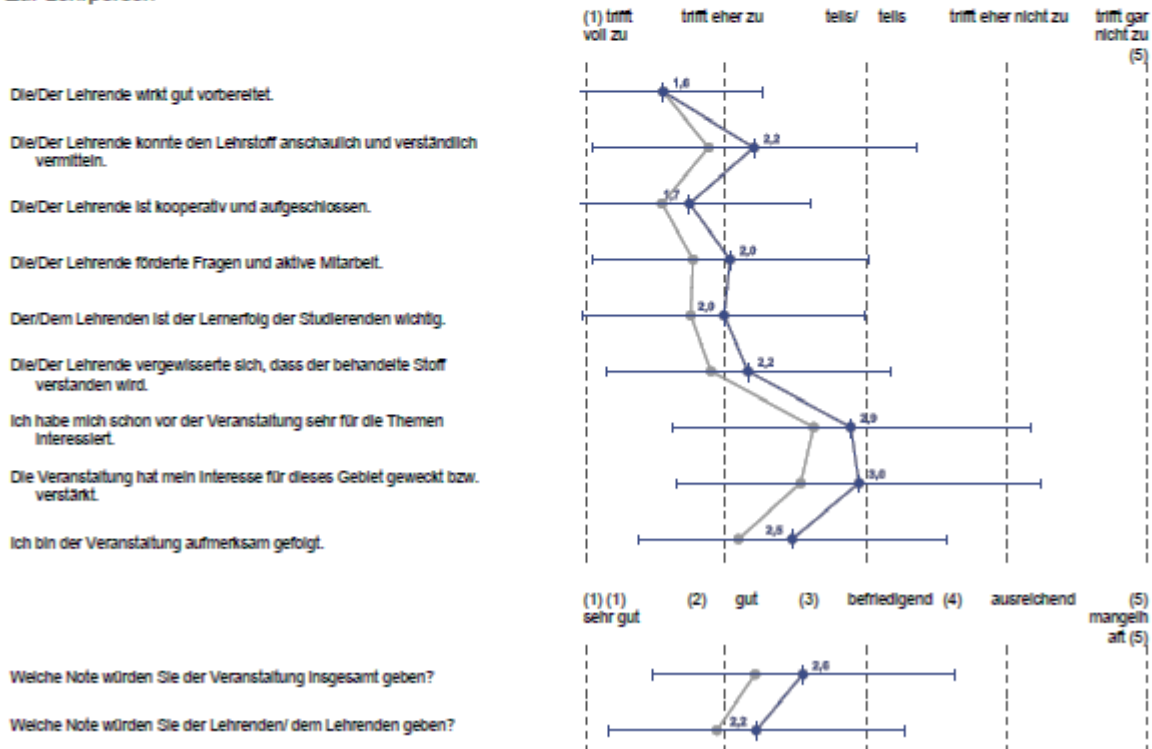 (1) trifft trifft eher zu teils/ teils trifft eher nicht zu trifft gar
voll zu nicht zu
(5)
Die/Der Lehrende wirkt gut vorbereitet.
1,6
Die/Der Lehrende konnte den Lehrstoff anschaulich und verständlich
vermitteln.
2,2
Die/Der Lehrende ist kooperativ und aufgeschlossen.
1,7
Die/Der Lehrende förderte Fragen und aktive Mitarbeit.
2,0
Der/Dem Lehrenden ist der Lernerfolg der Studierenden wichtig.
2,0
Die/Der Lehrende vergewisserte sich, dass der behandelte Stoff
verstanden wird.
2,2
Ich habe mich schon vor der Veranstaltung sehr für die Themen
interessiert.
2,9
Die Veranstaltung hat mein Interesse für dieses Gebiet geweckt bzw.
verstärkt.
3,0
Ich bin der Veranstaltung aufmerksam gefolgt.
2,5
(1) (1) (2) gut (3) befriedigend (4) ausreichend (5)
sehr gut mangelh
aft (5)
Welche Note würden Sie der Veranstaltung insgesamt geben?
2,6
Welche Note würden Sie der Lehrenden/ dem Lehrenden geben?
2,2